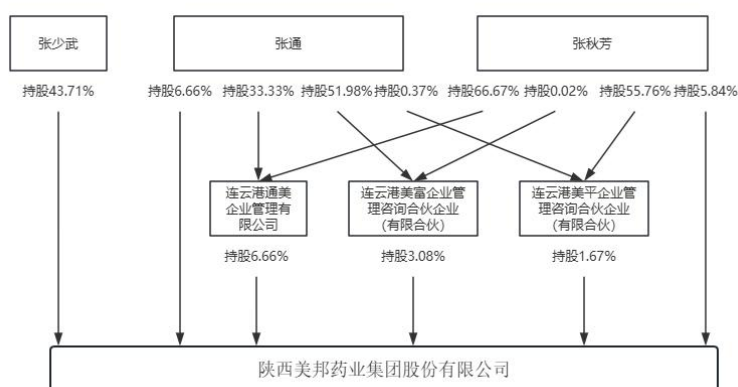 张少武
张通
张秋芳
持股43.71%
持股6.66%
持股33.33%
持股51.98%
持股0.37%
持股66.67%
持股0.02%
持股55.76%
持股5.84%
连云港通美
企业管理有
限公司
连云港美富企业管
理咨询合伙企业
(有限合伙)
连云港美平企业管
理咨询合伙企业
(有限合伙)
持股6.66%
持股3.08%
持股1.67%
陕西美邦药业集团股份有限公司